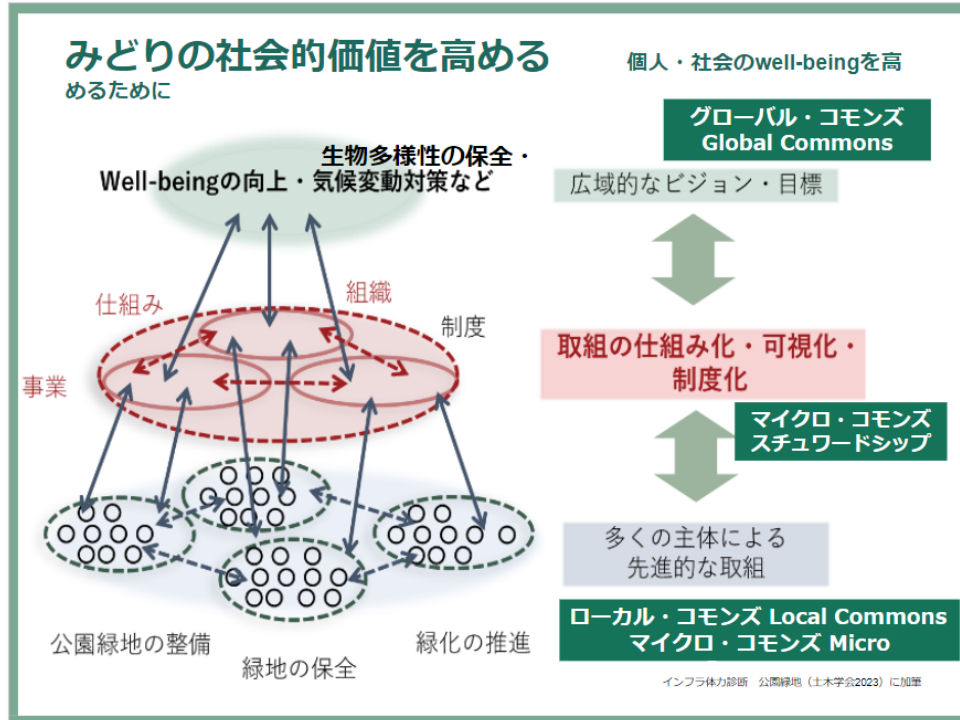 みどりの社会的価値を高める
個人・社会のwell-beingを高
めるために
グローバル・コモンズ
Global Commons
生物多様性の保全・
Well-beingの向上・気候変動対策など
広域的なビジョン・目標
仕組み
組織
制度
事業
取組の仕組み化・可視化・
制度化
マイクロ・コモンズ
スチュワードシップ
多くの主体による
先進的な取組
公園緑地の整備
緑地の保全
緑化の推進
ローカル・コモンズ Local Commons
マイクロ・コモンズ Micro
インフラ体力診断 公園緑地（土木学会2023）に加筆